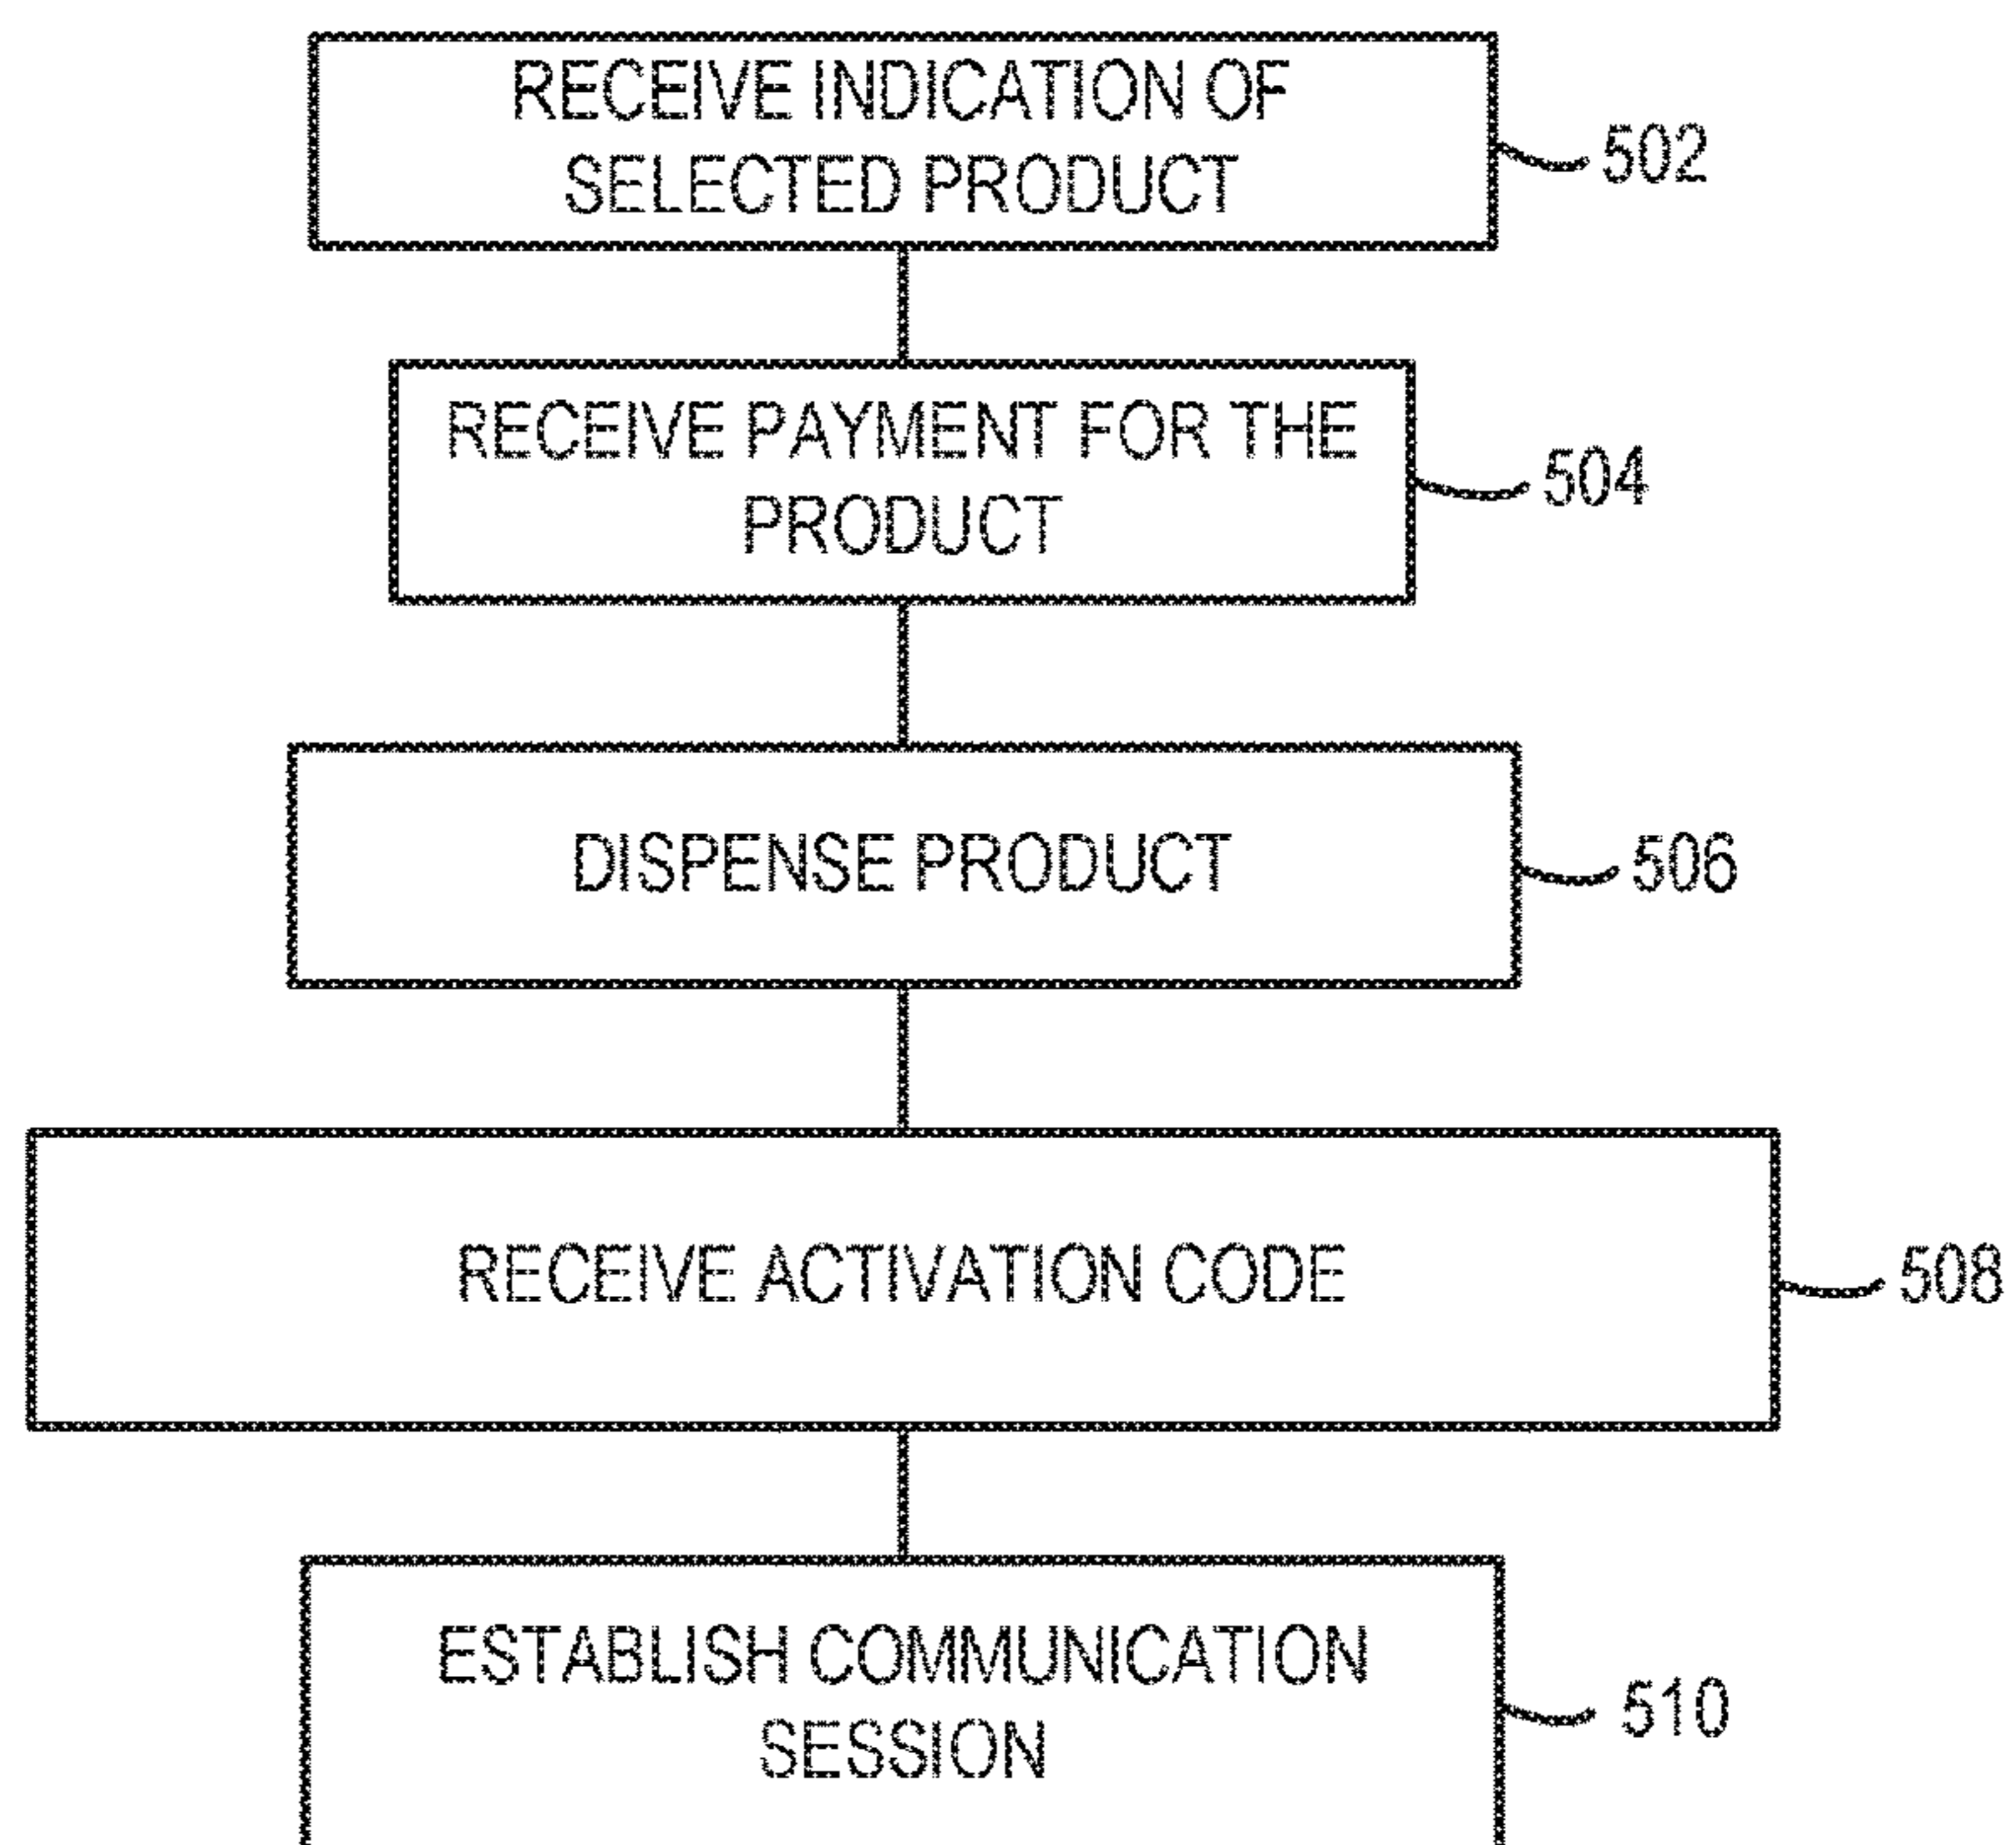 RECEIVE INDICATION OF
SELECTED PRODUCT
502
RECEIVE PAYMENT FOR THE
PRODUCT
504
DISPENSE PRODUCT
506
RECEIVE ACTIVATION CODE
508
ESTABLISH COMMUNICATION
SESSION
510